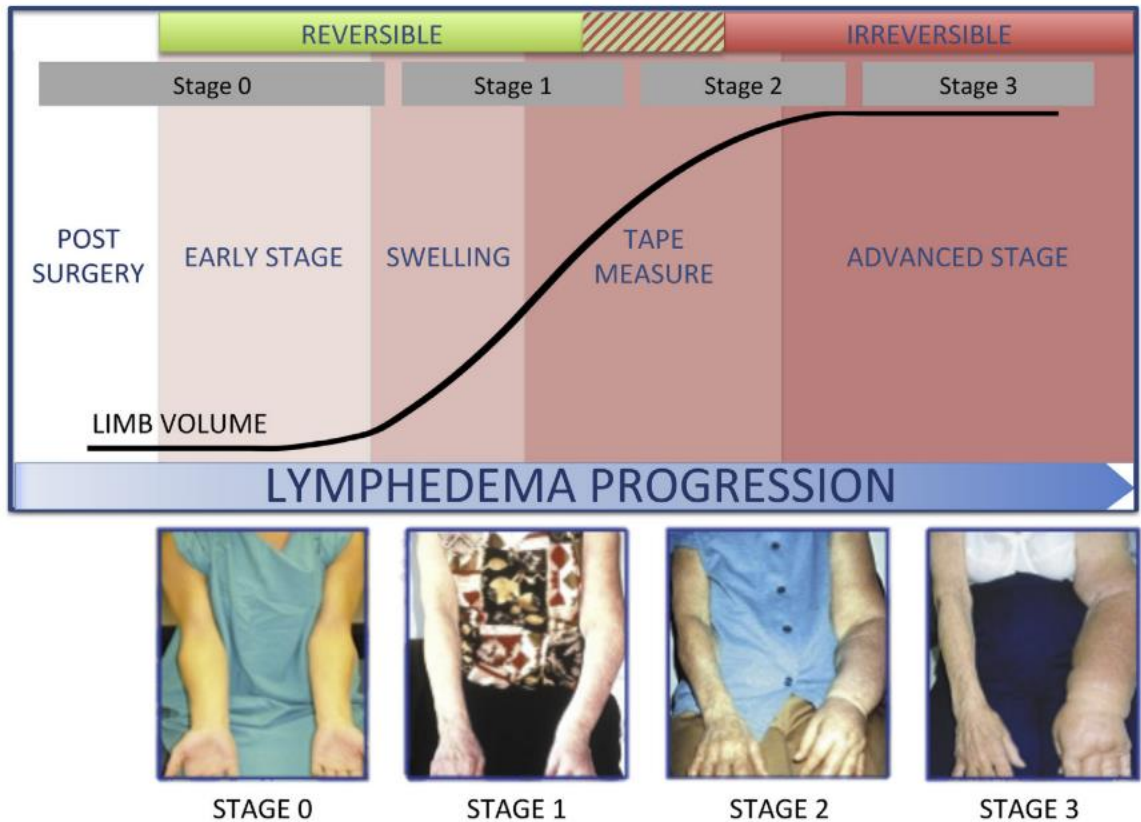 REVERSIBLE
IRREVERSIBLE
Stage 0
Stage 1
Stage 2
Stage 3
POST
SURGERY
EARLY STAGE
SWELLING
TAPE
MEASURE
ADVANCED STAGE
LIMB VOLUME
LYMPHEDEMA PROGRESSION
STAGE 0
STAGE 1
STAGE 2
STAGE 3